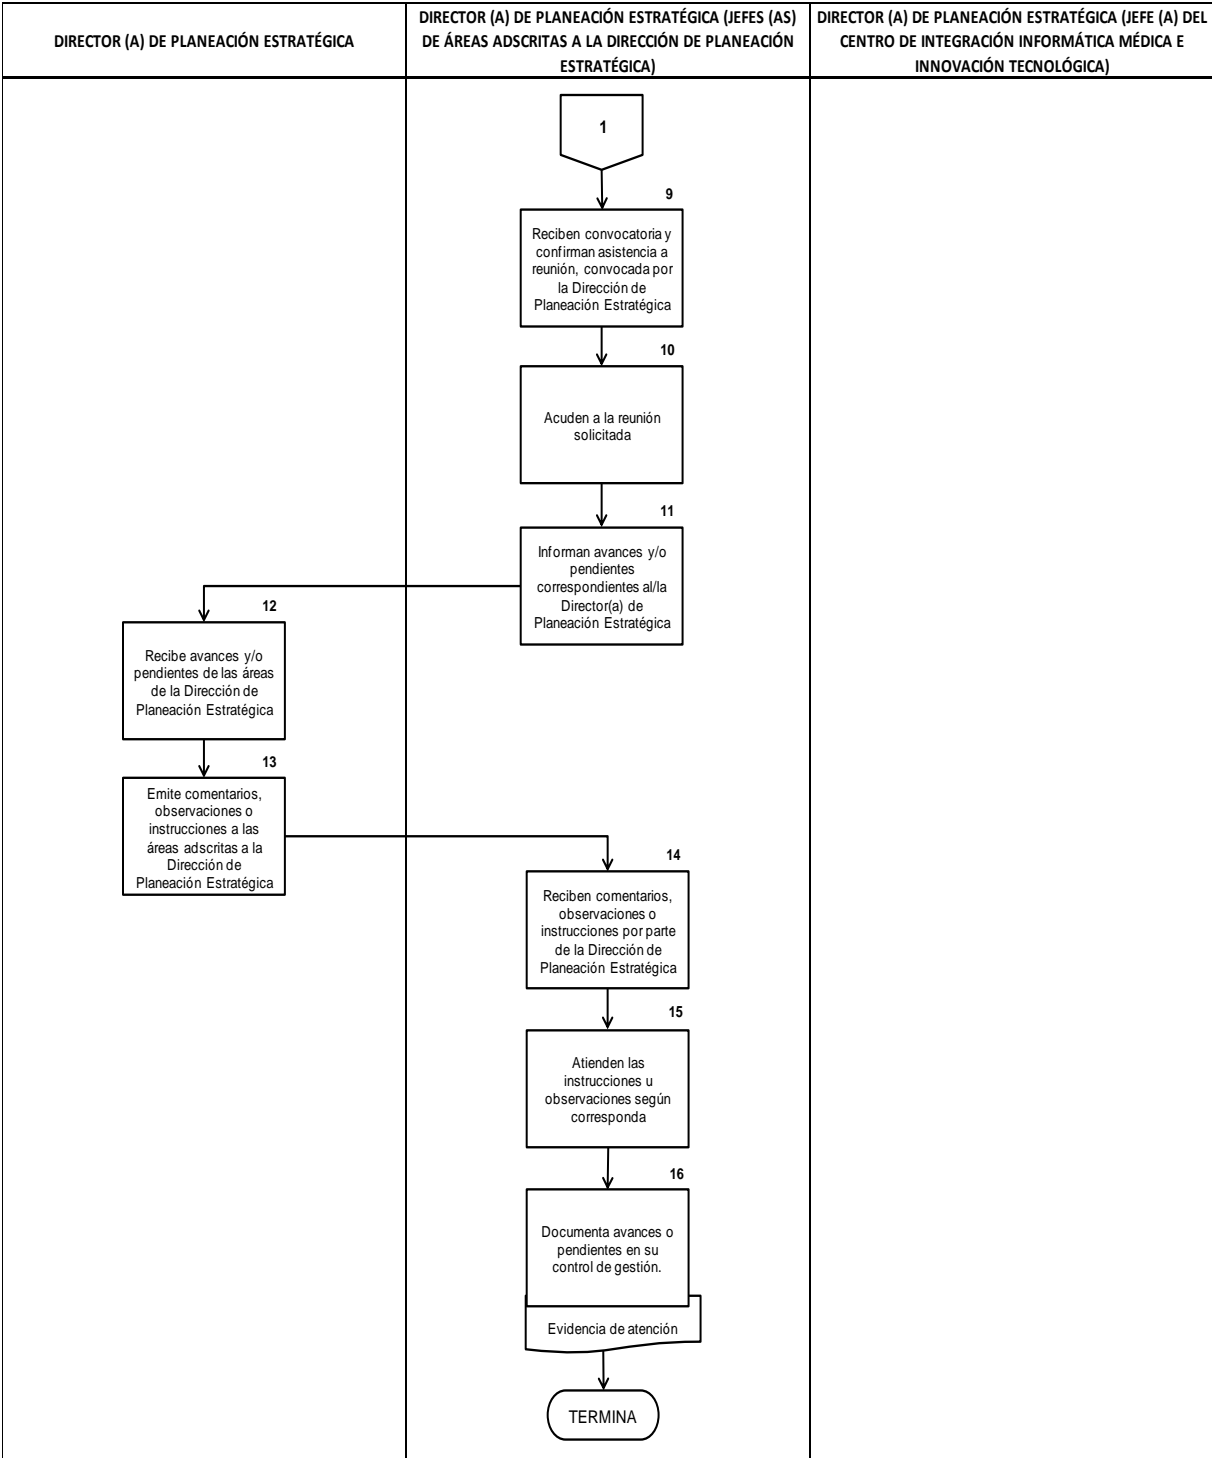 DIRECTOR (A) DE PLANEACIÓN ESTRATÉGICA
DIRECTOR (A) DE PLANEACIÓN ESTRATÉGICA (JEFES (AS)
DE ÁREAS ADSCRITAS A LA DIRECCIÓN DE PLANEACIÓN
ESTRATÉGICA)
DIRECTOR (A) DE PLANEACIÓN ESTRATÉGICA (JEFE (A) DEL
CENTRO DE INTEGRACIÓN INFORMÁTICA MÉDICA E
INNOVACIÓN TECNOLÓGICA)
1
9
Reciben convocatoria y
confirman asistencia a
reunión, convocada por
la Dirección de
Planeación Estratégica
10
Acuden a la reunión
solicitada
11
Informan avances y/o
pendientes
correspondientes al/la
Director(a) de
Planeación Estratégica
12
Recibe avances y/o
pendientes de las áreas
de la Dirección de
Planeación Estratégica
13
Emite comentarios,
observaciones o
instrucciones a las
áreas adscritas a la
Dirección de
Planeación Estratégica
14
Reciben comentarios,
observaciones o
instrucciones por parte
de la Dirección de
Planeación Estratégica
15
Atienden las
instrucciones u
observaciones según
corresponda
16
Documenta avances o
pendientes en su
control de gestión.
Evidencia de atención
TERMINA